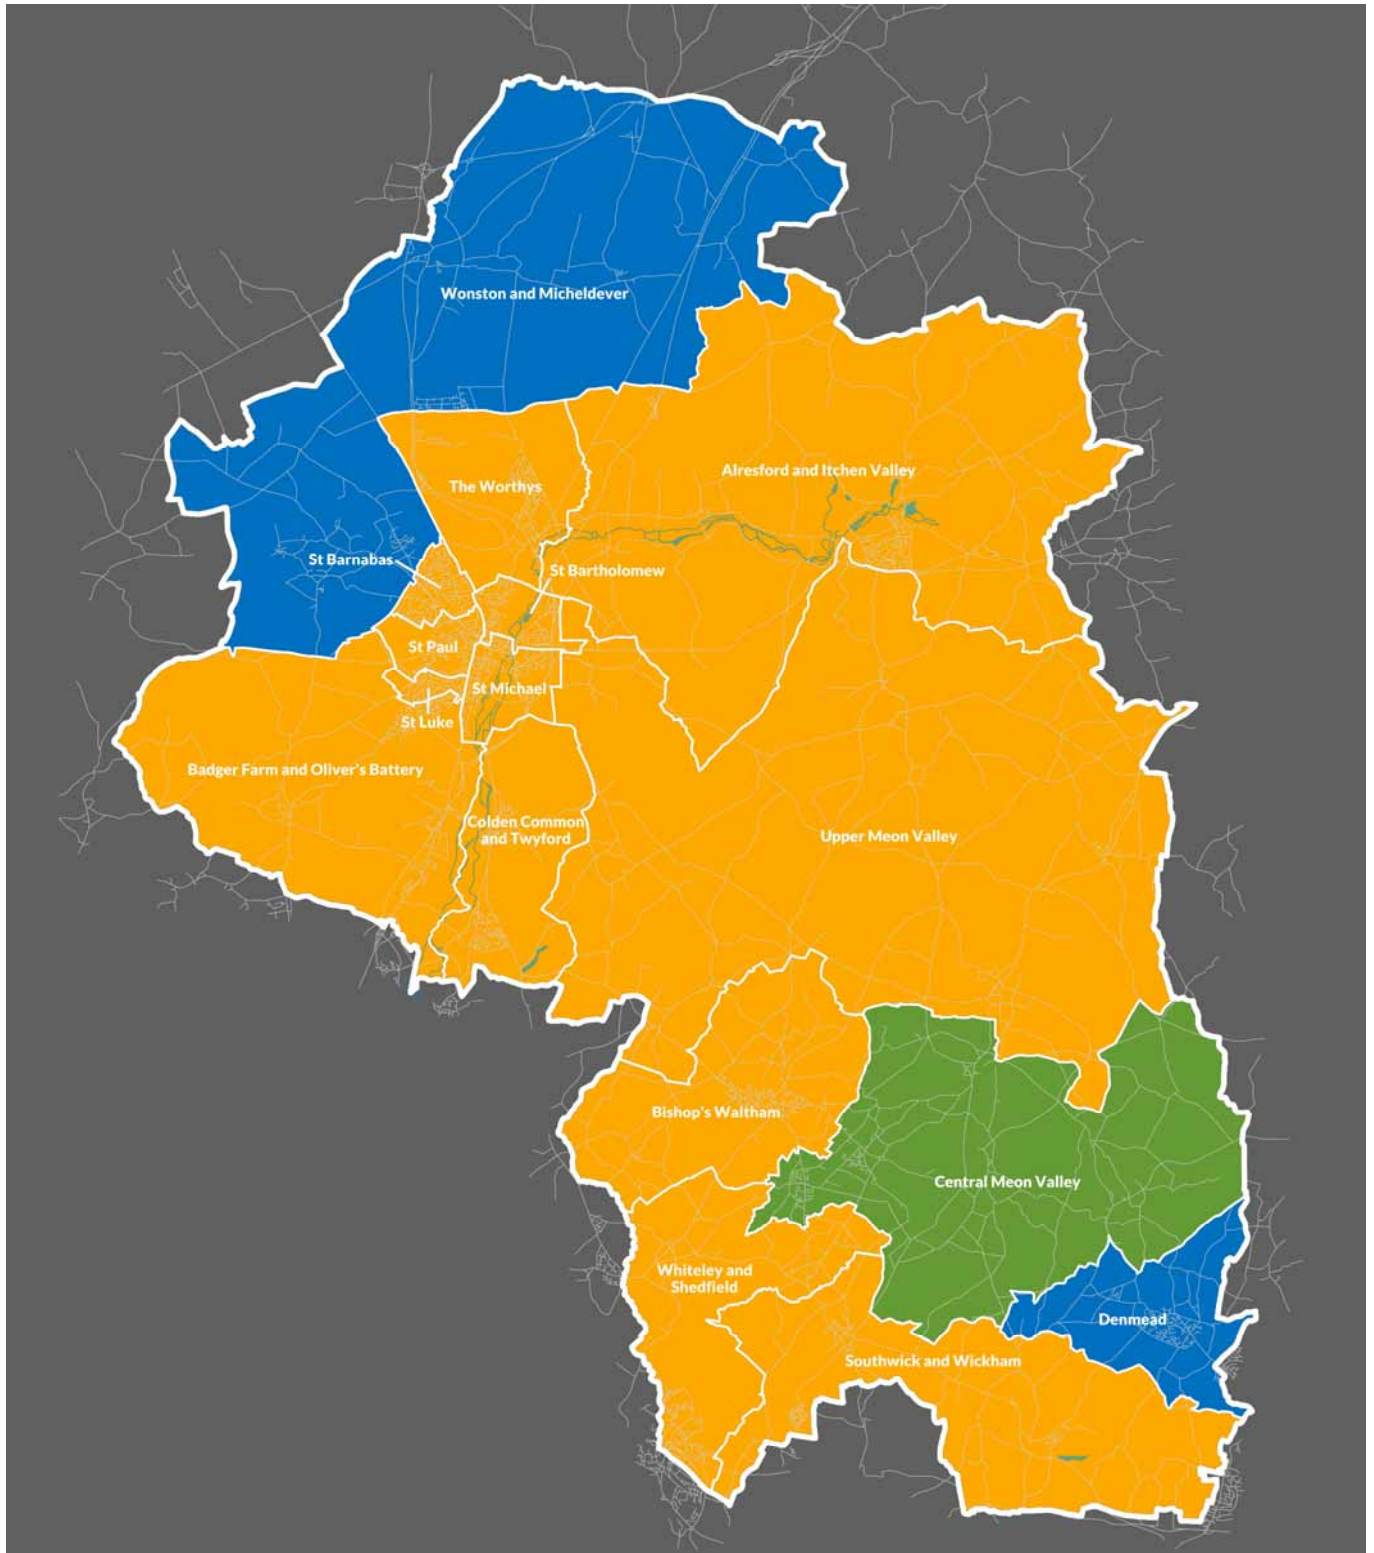 Wonston and Micheldever
Alresford and Itchen Valley
The Worthys
St Barnabas
St Bartholomew
St Paul
St Michael
St Luke
Badger Farm and Oliver's Battery
Colden Common
and Twyford
Upper Meon Valley
Bishop's Waltham
Central Meon Valley
Whiteley and
Shedfield
Denmead
Southwick and Wickham